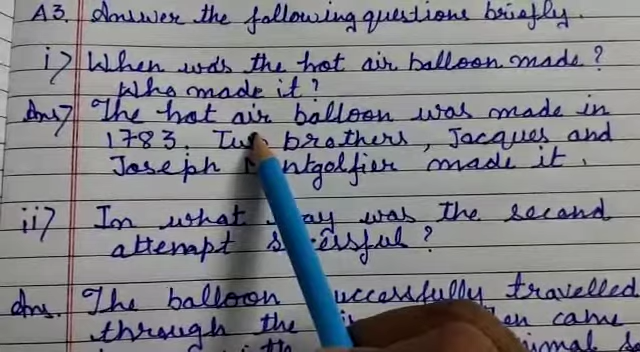 A3. Answer the following questions briefly.
i) When was the hot air balloon made?
Who made it?
Ans) The hot air balloon was made in
1783. Two brothers, Jacques and
Joseph made it.
ii) In what was the second
attempt ?
Ans. The balloon travelled
through the came